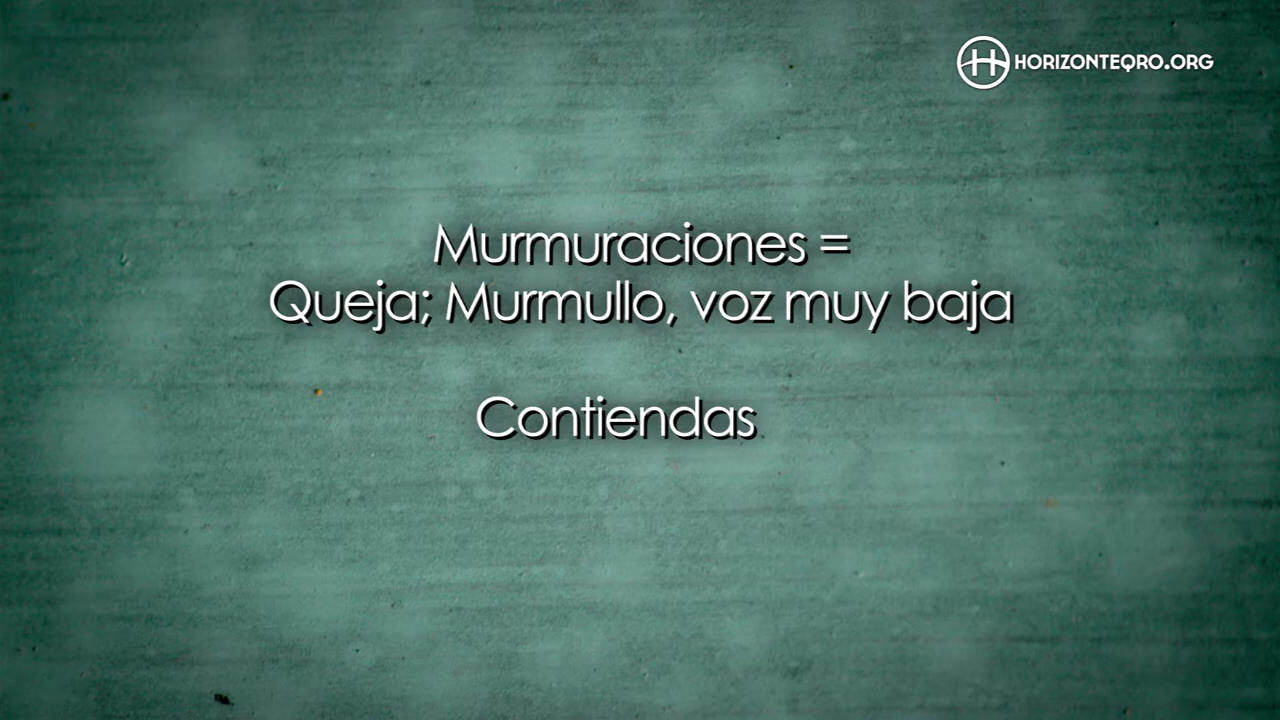 HORIZONTEQRO.ORG
Murmuraciones =
Queja; Murmullo, voz muy baja
Contiendas